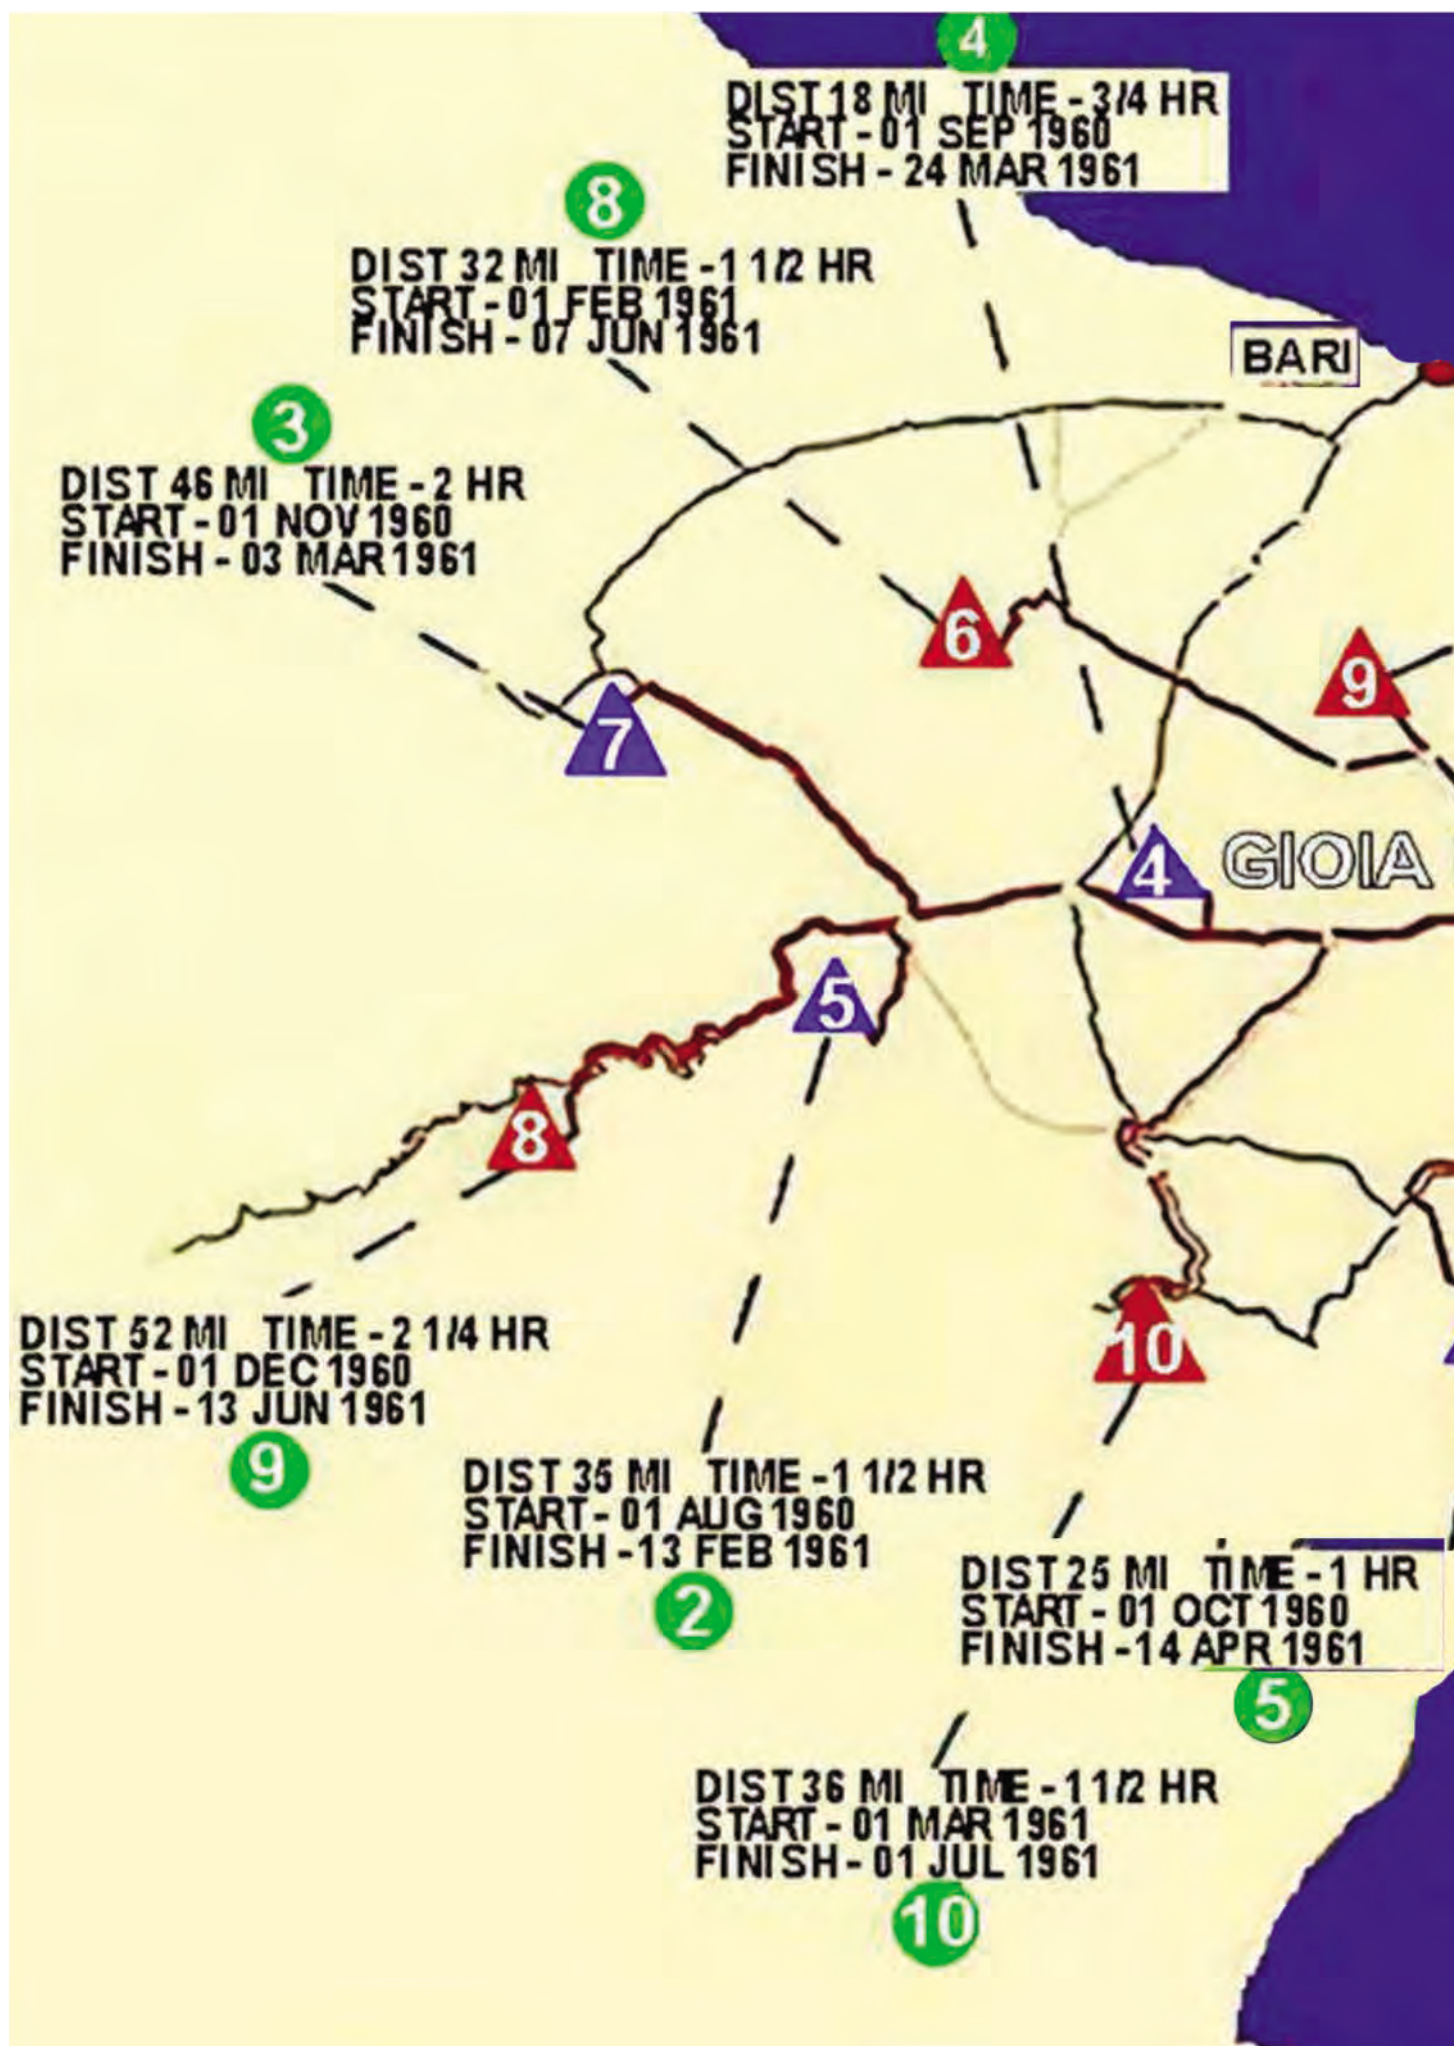 4
DIST 18 MI TIME - 3/4 HR
START - 01 SEP 1960
FINISH - 24 MAR 1961
8
DIST 32 MI TIME -1 1/2 HR
START - 01 FEB 1961
FINISH - 07 JUN 1961
BARI
3
DIST 46 MI TIME - 2 HR
START - 01 NOV 1960
FINISH - 03 MAR 1961
6
9
7
4
GIOIA
5
8
10
DIST 52 MI TIME - 2 1/4 HR
START - 01 DEC 1960
FINISH - 13 JUN 1961
9
DIST 35 MI TIME -1 1/2 HR
START - 01 AUG 1960
FINISH -13 FEB 1961
2
DIST 25 MI TIME -1 HR
START - 01 OCT 1960
FINISH -14 APR 1961
5
DIST 36 MI TIME - 1 1/2 HR
START - 01 MAR 1961
FINISH - 01 JUL 1961
10